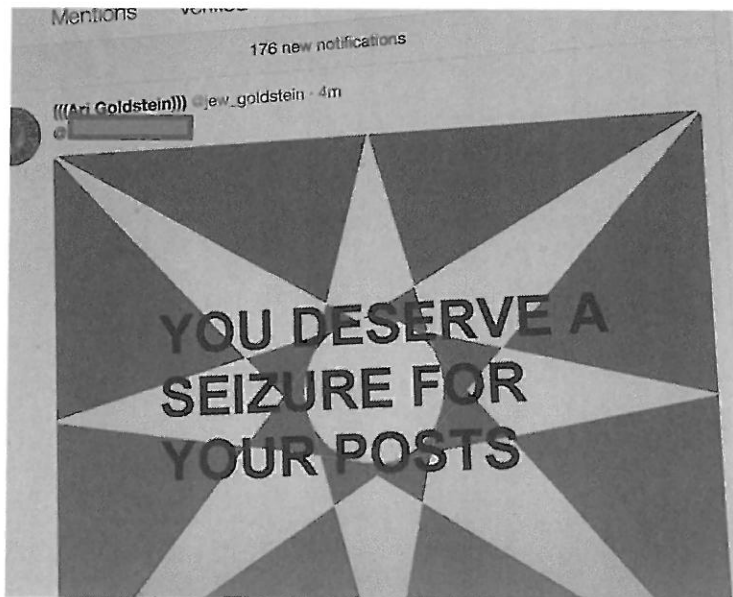 Mentions
176 new notifications
(((Ari Goldstein))) @jew_goldstein · 4m
@
YOU DESERVE A
SEIZURE FOR
YOUR POSTS